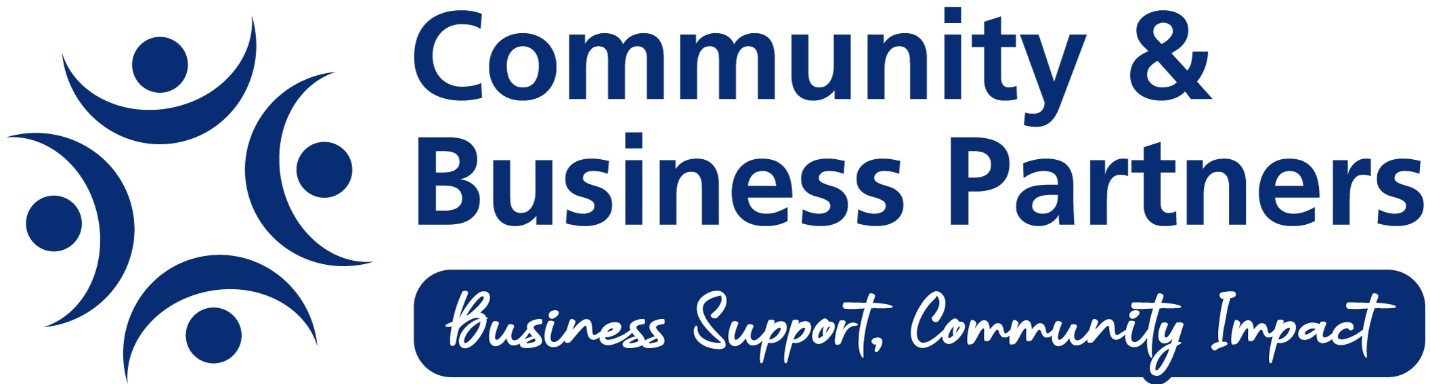 Community &
Business Partners
Business Support, Community Impact